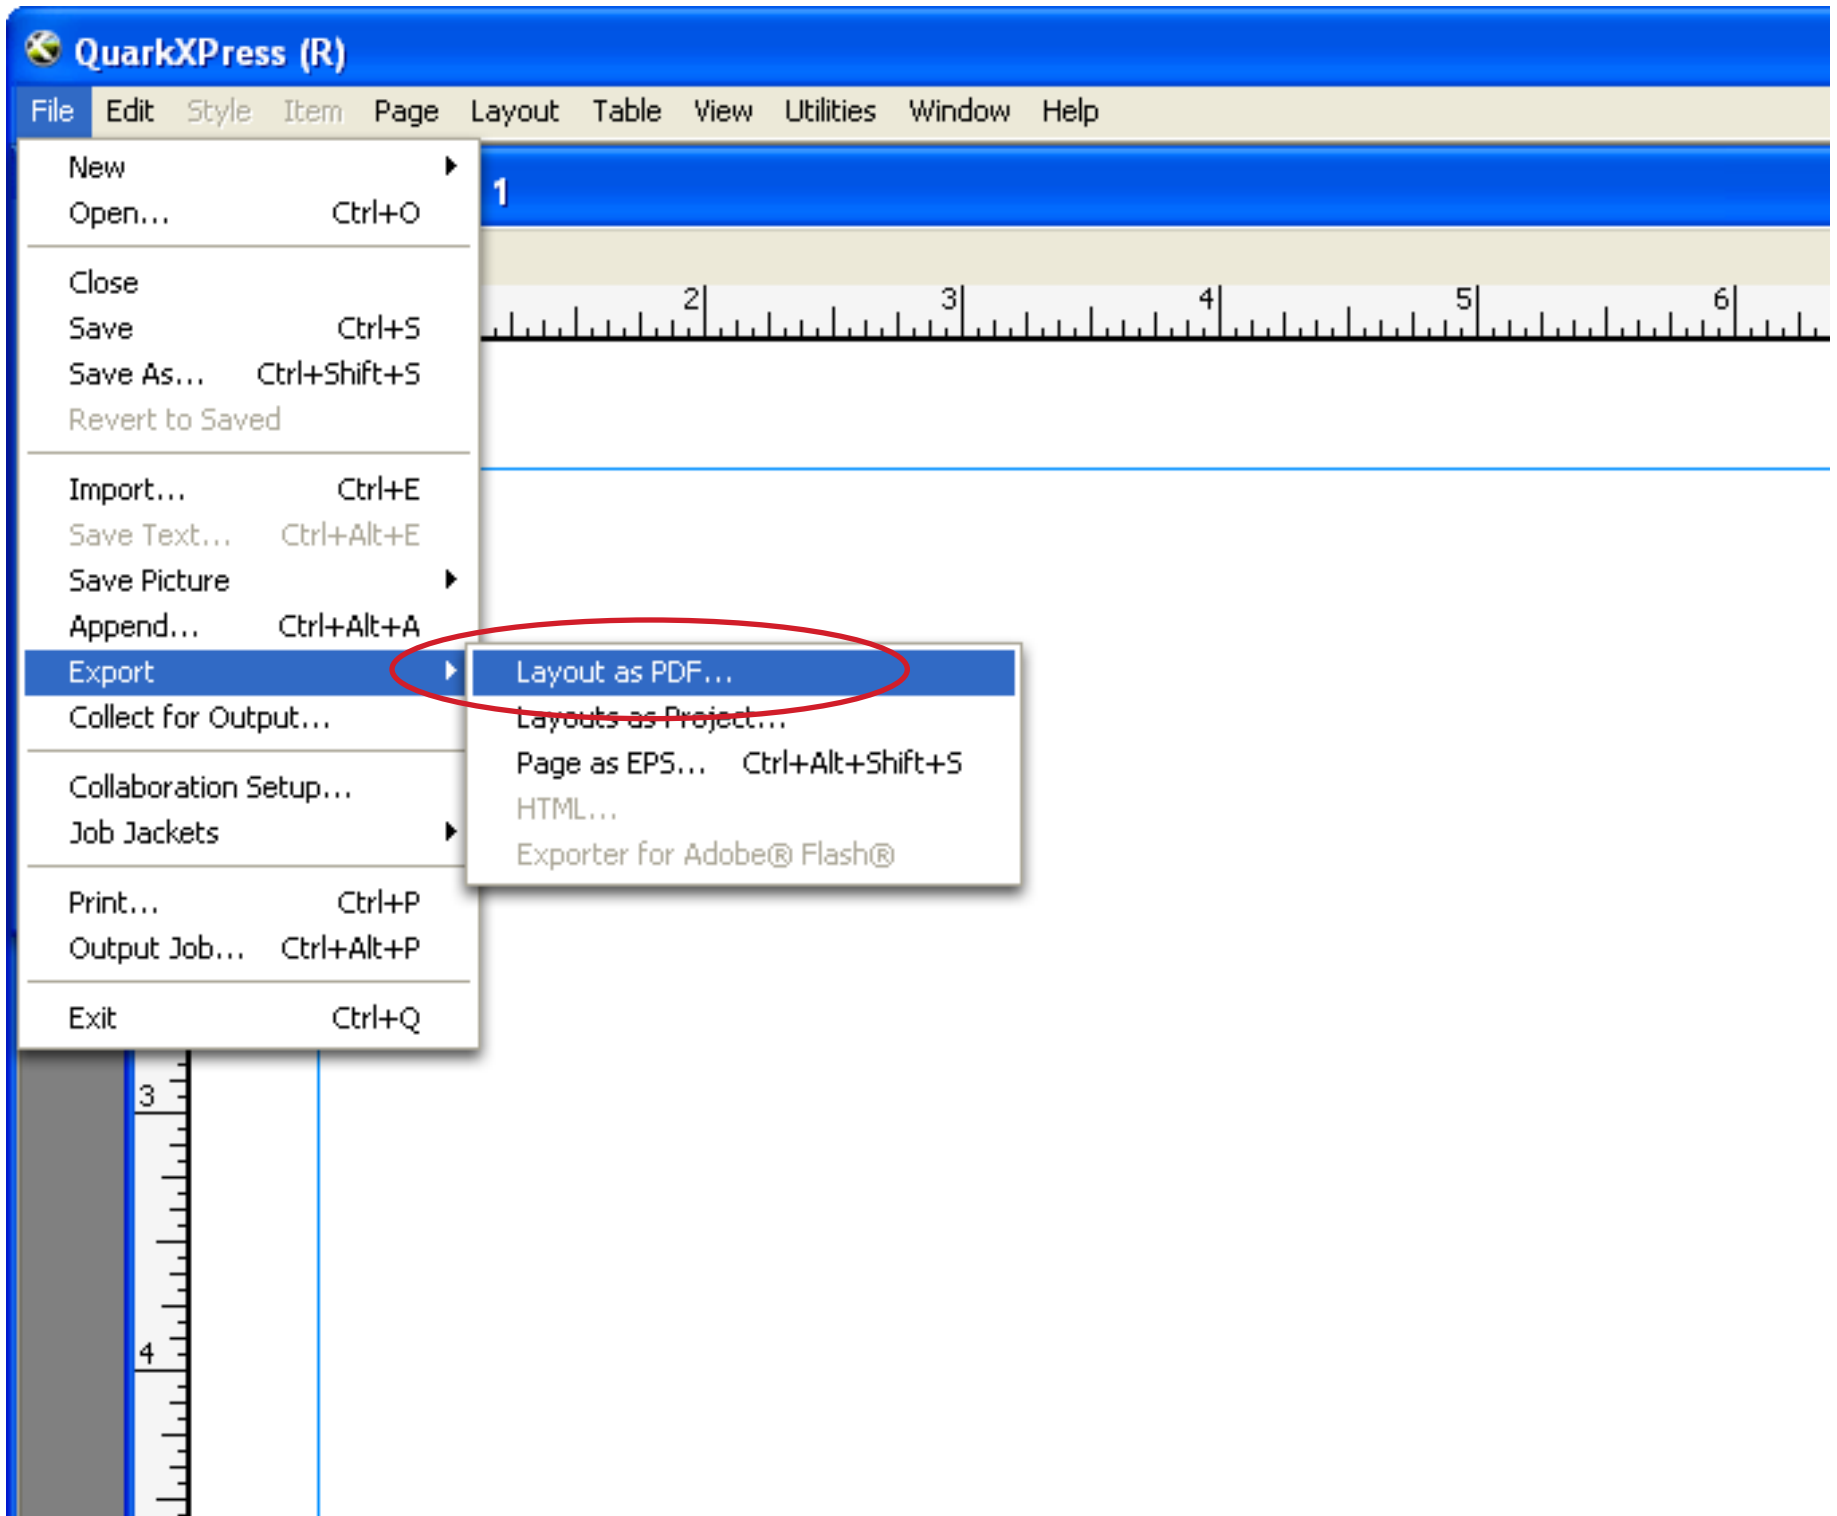 QuarkXPress (R)
File Edit Style Item Page Layout Table View Utilities Window Help
New
Open... Ctrl+O
Close
Save Ctrl+S
Save As... Ctrl+Shift+S
Revert to Saved
Import... Ctrl+E
Save Text... Ctrl+Alt+E
Save Picture
Append... Ctrl+Alt+A
Export
Collect for Output...
Collaboration Setup...
Job Jackets
Print... Ctrl+P
Output Job... Ctrl+Alt+P
Exit Ctrl+Q
Layout as PDF...
Layouts as Project...
Page as EPS... Ctrl+Alt+Shift+S
HTML...
Exporter for Adobe® Flash®
1
2 3 4 5 6
3
4